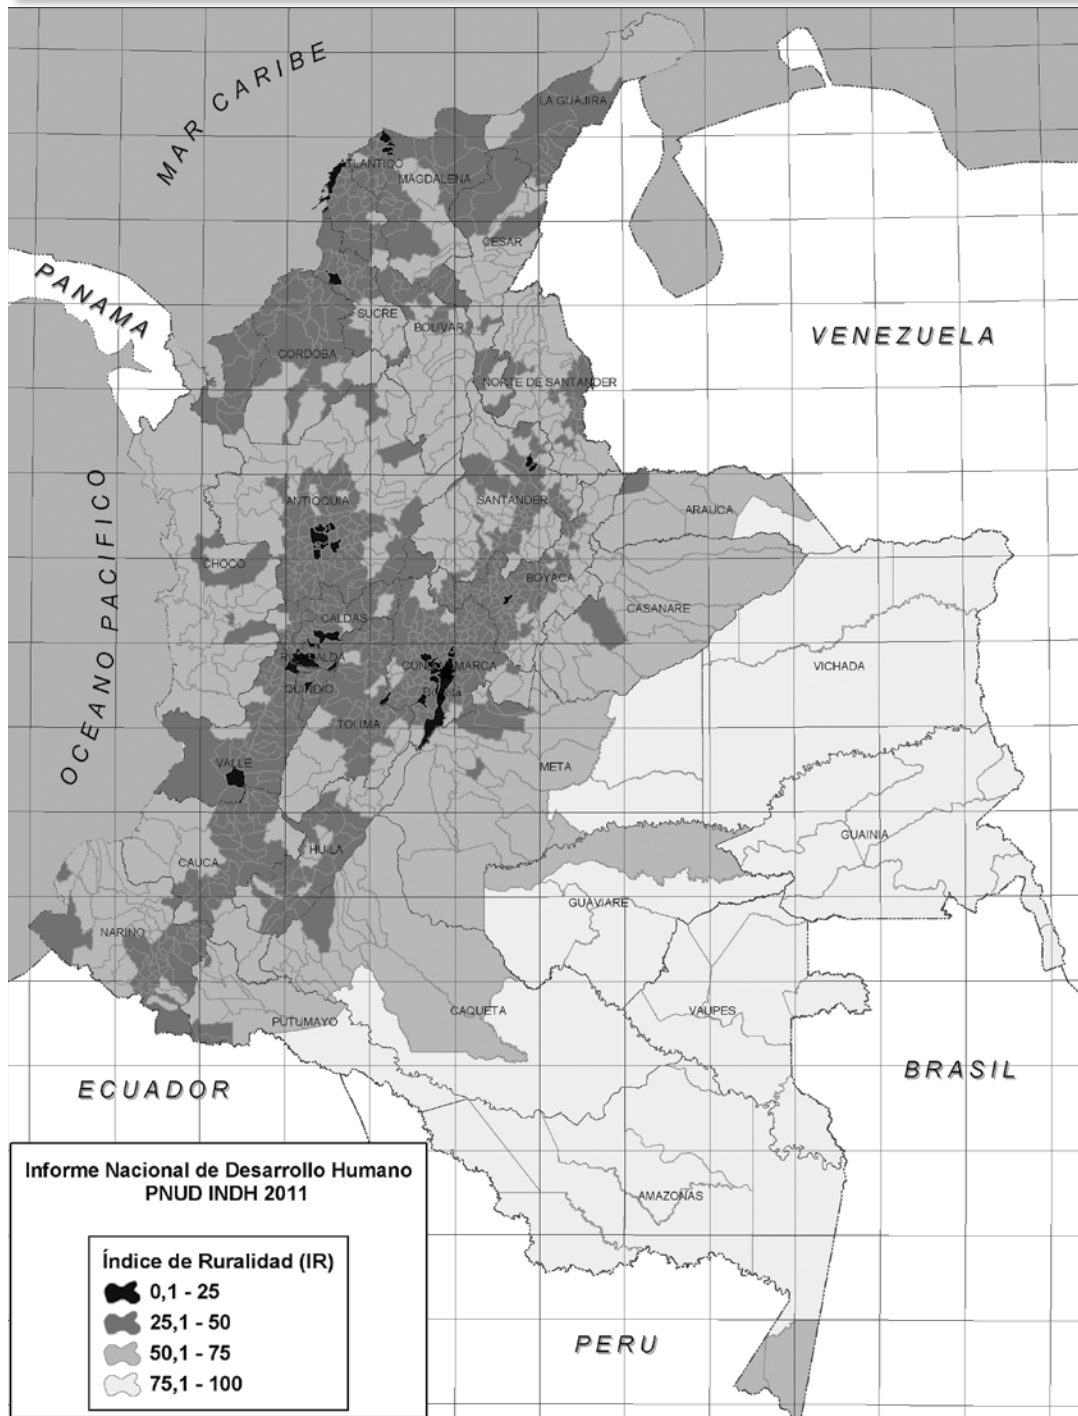 MAR CARIBE
LA GUAJIRA
ATLANTICO
MAGDALENA
CESAR
PANAMA
SUCRE
BOLIVAR
VENEZUELA
CORDOBA
NORTE DE SANTANDER
OCEANO PACIFICO
ANTIOQUIA
SANTANDER
ARAUCA
CHOCO
BOYACA
CASANARE
CALDAS
VICHADA
QUINDIO
TOLIMA
VALLE
META
GUAINIA
HUILA
CAUCA
GUAVIARE
NARINO
CAQUETA
VAUPES
PUTUMAYO
BRASIL
ECUADOR
Informe Nacional de Desarrollo Humano
PNUD INDH 2011
AMAZONAS
Índice de Ruralidad (IR)
0,1 - 25
25,1 - 50
50,1 - 75
75,1 - 100
PERU